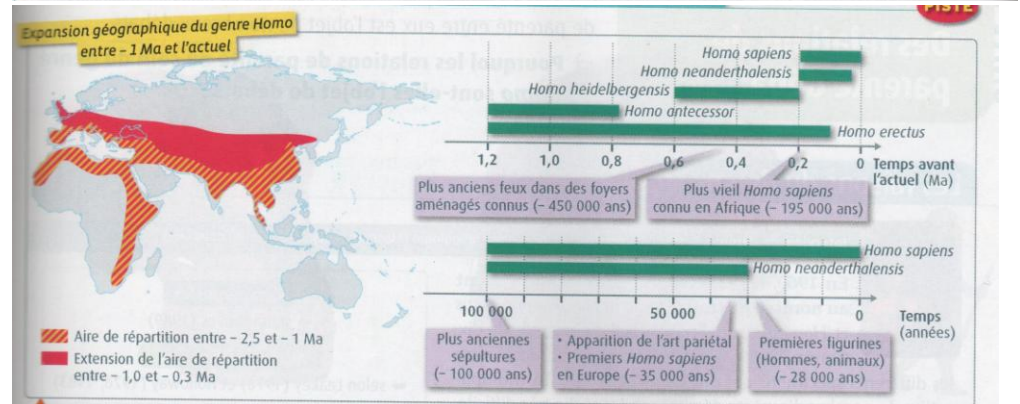 PISTE
Expansion géographique du genre Homo
entre – 1 Ma et l'actuel
Homo sapiens
Homo neanderthalensis
Homo heidelbergensis
Homo antecessor
Homo erectus
1,2 1,0 0,8 0,6 0,4 0,2 0 Temps avant
l'actuel (Ma)
Plus anciens feux dans des foyers
aménagés connus (– 450 000 ans)
Plus vieil Homo sapiens
connu en Afrique (– 195 000 ans)
Homo sapiens
Homo neanderthalensis
100 000 50 000 0 Temps
(années)
Plus anciennes
sépultures
(– 100 000 ans)
• Apparition de l'art pariétal
• Premiers Homo sapiens
en Europe (– 35 000 ans)
Premières figurines
(Hommes, animaux)
(– 28 000 ans)
Aire de répartition entre – 2,5 et – 1 Ma
Extension de l'aire de répartition
entre – 1,0 et – 0,3 Ma